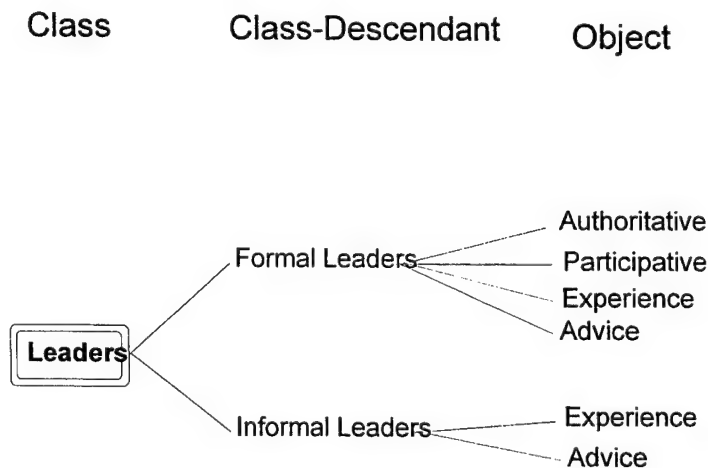 Class Class-Descendant Object
Authoritative
Formal Leaders Participative
Experience
Advice
Leaders
Experience
Informal Leaders
Advice